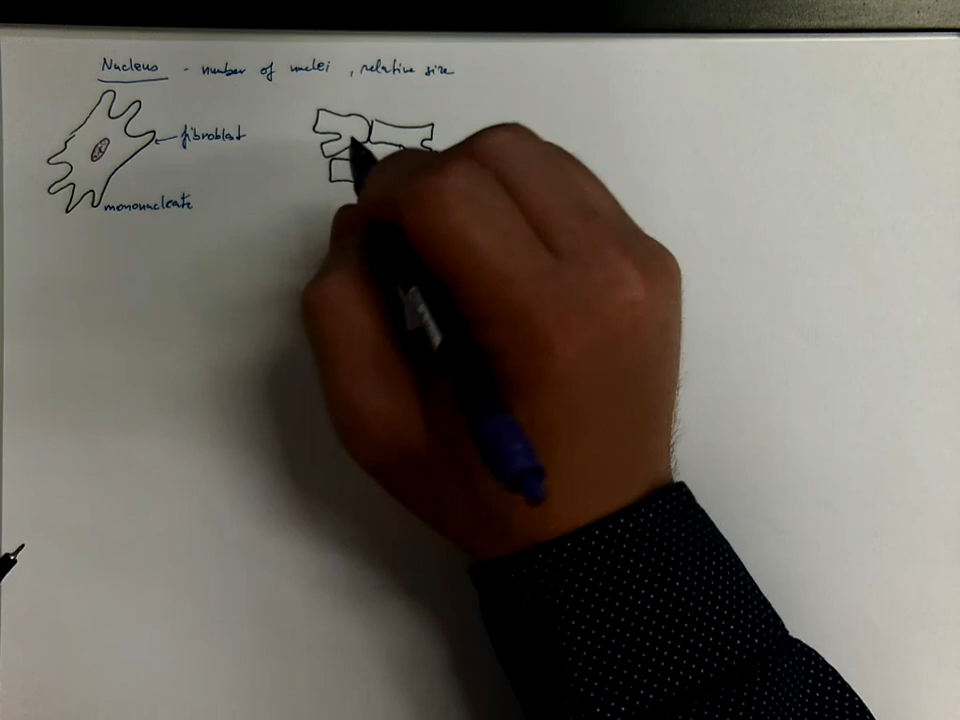 Nucleus - number of nuclei, relative size
fibroblast
mononucleate